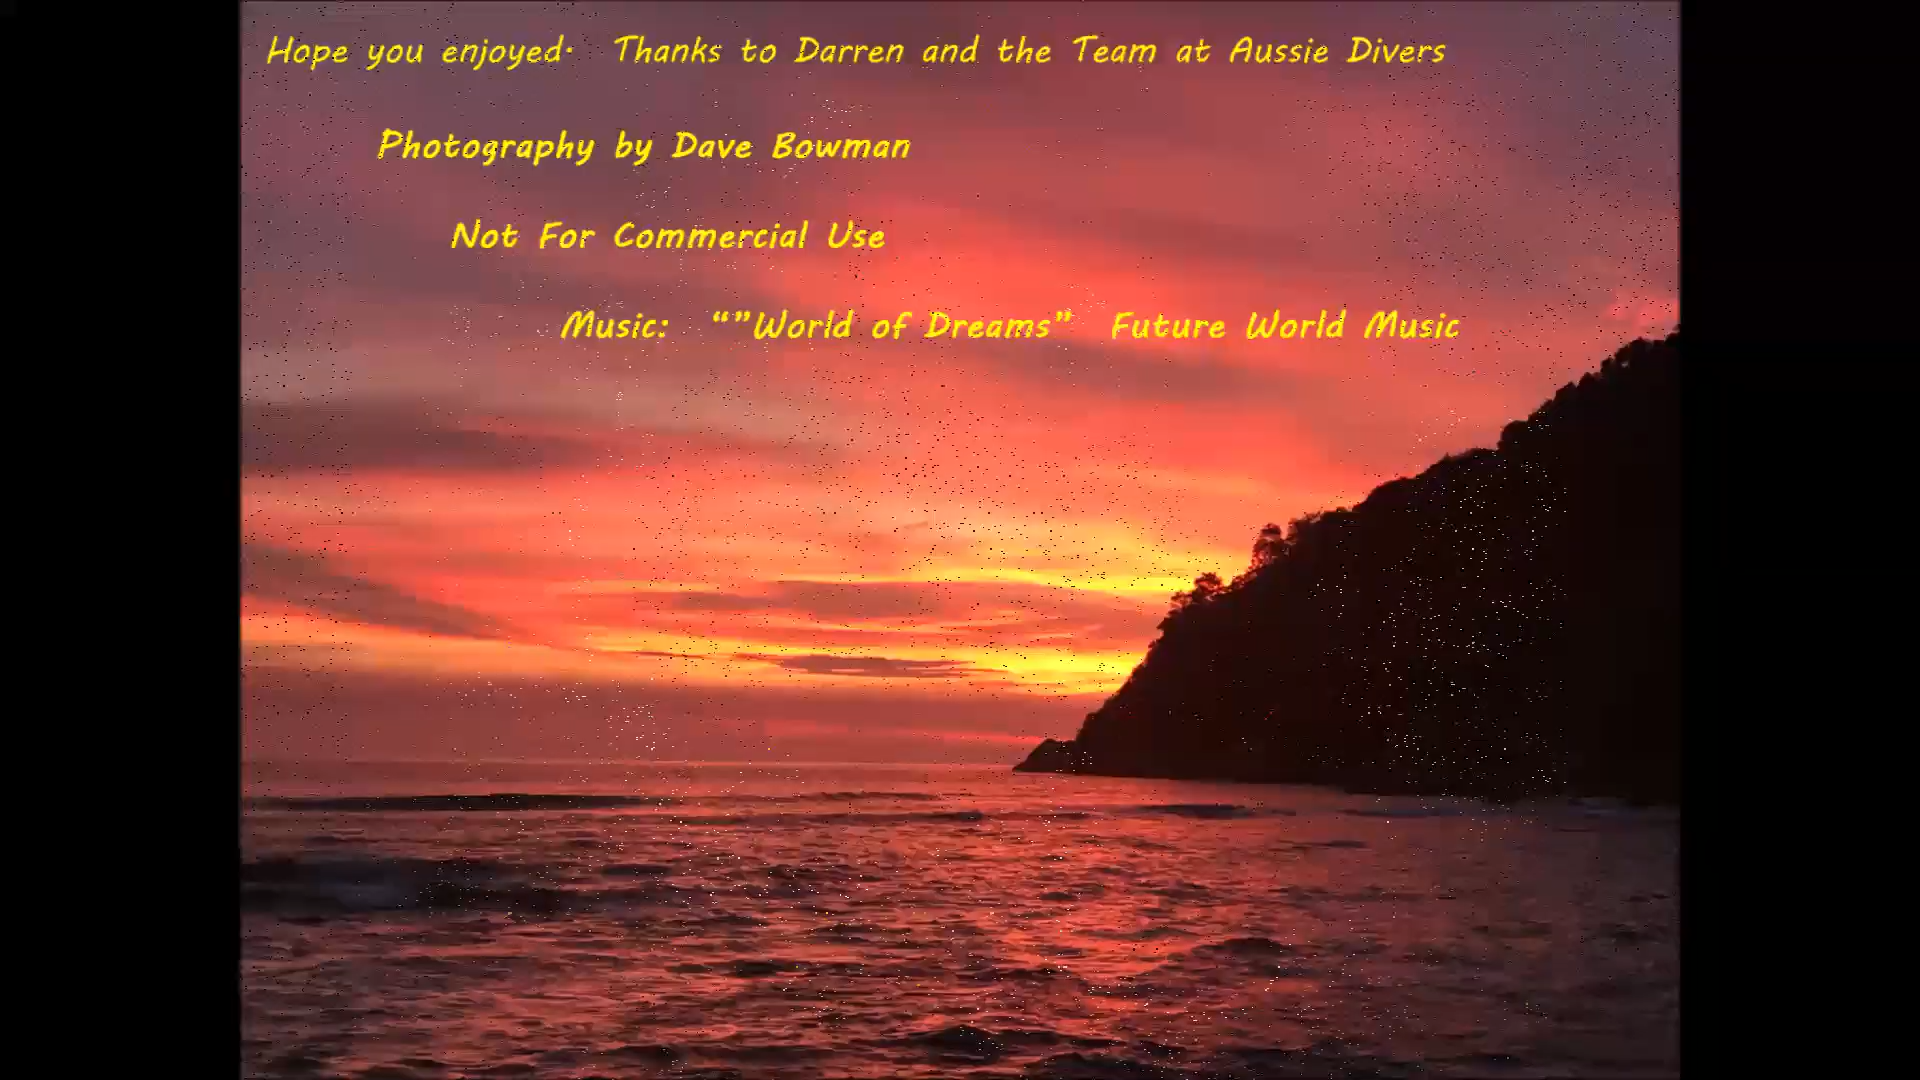 Hope you enjoyed. Thanks to Darren and the Team at Aussie Divers
Photography by Dave Bowman
Not For Commercial Use
Music: “”World of Dreams” Future World Music